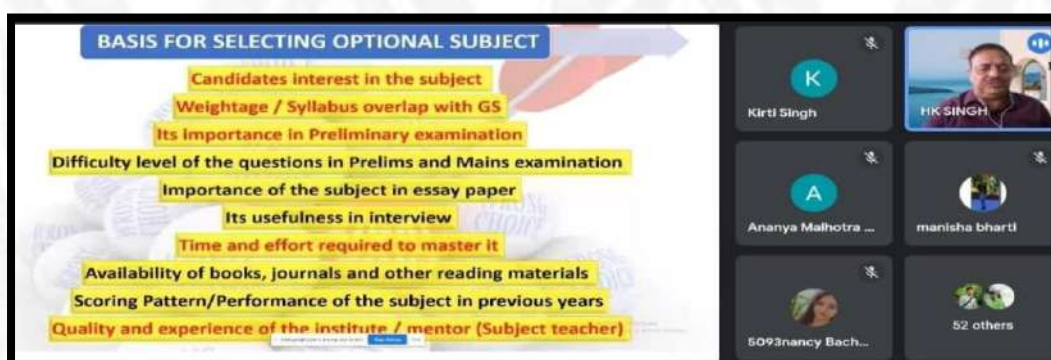 BASIS FOR SELECTING OPTIONAL SUBJECT
Candidates interest in the subject
Weightage / Syllabus overlap with GS
Its importance in Preliminary examination
Difficulty level of the questions in Prelims and Mains examination
Importance of the subject in essay paper
Its usefulness in interview
Time and effort required to master it
Availability of books, journals and other reading materials
Scoring Pattern/Performance of the subject in previous years
Quality and experience of the institute / mentor (Subject teacher)
K
Kirti Singh
HK SINGH
A
Ananya Malhotra ...
manisha bharti
5093nancy Bach...
52 others